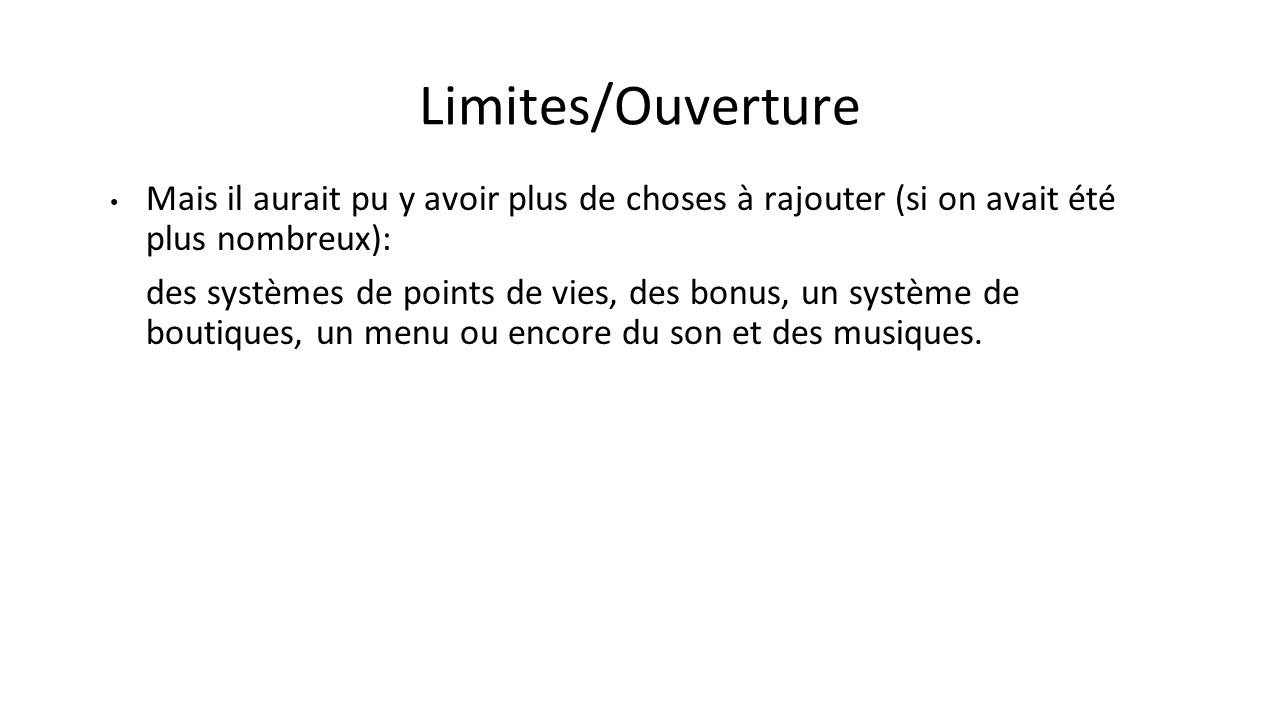 Limites/Ouverture
• Mais il aurait pu y avoir plus de choses à rajouter (si on avait été
plus nombreux):
des systèmes de points de vies, des bonus, un système de
boutiques, un menu ou encore du son et des musiques.